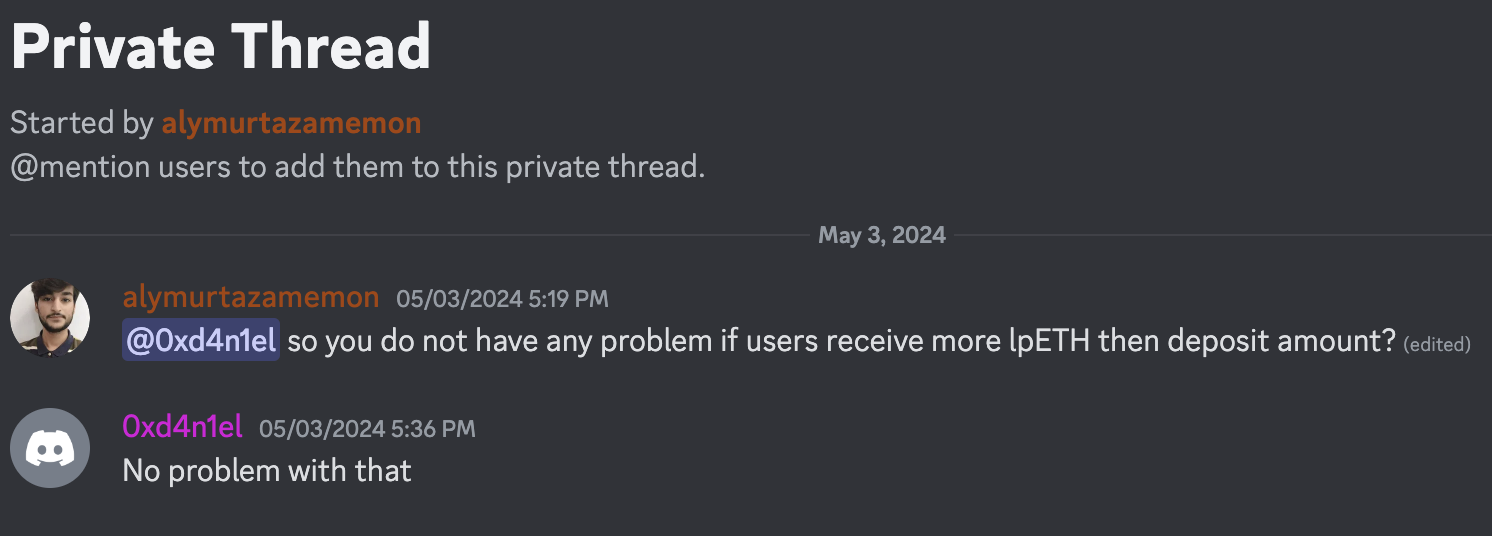 Private Thread
Started by alymurtazamemon
@mention users to add them to this private thread.
May 3, 2024
alymurtazamemon 05/03/2024 5:19 PM
@0xd4n1el so you do not have any problem if users receive more lpETH then deposit amount? (edited)
0xd4n1el 05/03/2024 5:36 PM
No problem with that